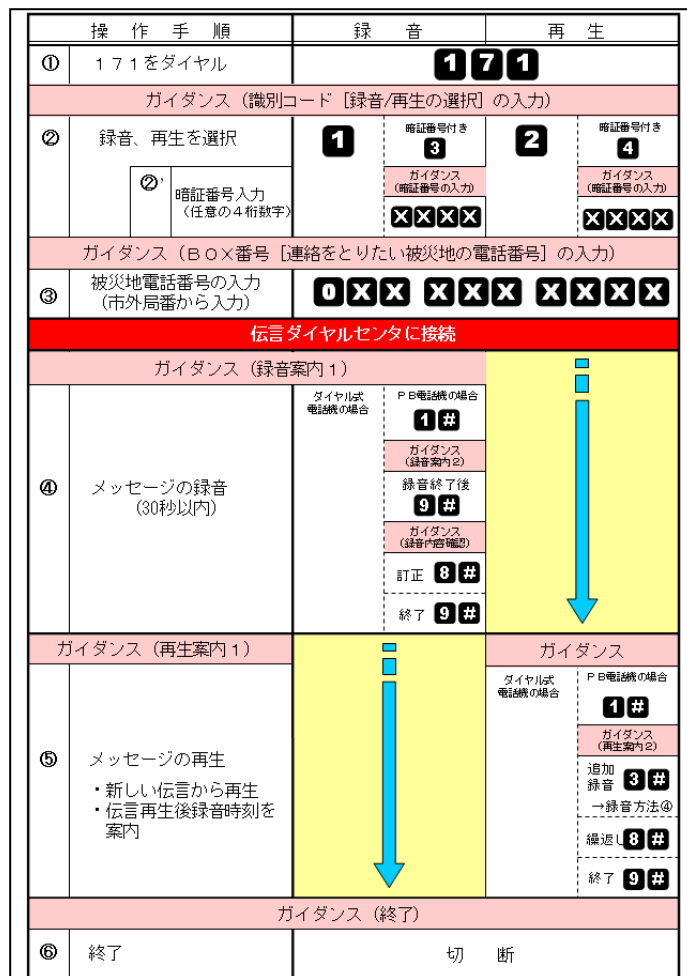 操作手順 録音 再生
① 171をダイヤル 171
ガイダンス（識別コード［録音/再生の選択］の入力）
② 録音、再生を選択 1 暗証番号付き 3 2 暗証番号付き 4
ガイダンス（暗証番号の入力） ガイダンス（暗証番号の入力）
②' 暗証番号入力 XXXX XXXX
（任意の４桁数字）
ガイダンス（ＢＯＸ番号［連絡をとりたい被災地の電話番号］の入力）
③ 被災地電話番号の入力 0XX XXX XXXX
（市外局番から入力）
伝言ダイヤルセンタに接続
ガイダンス（録音案内１）
ダイヤル式電話機の場合 ＰＢ電話機の場合
1#
ガイダンス
（録音案内2）
④ メッセージの録音
（30秒以内）
録音終了後
9#
ガイダンス
（録音内容確認）
訂正 8#
終了 9#
ガイダンス（再生案内１） ガイダンス
ダイヤル式電話機の場合 ＰＢ電話機の場合
1#
ガイダンス
（再生案内2）
⑤ メッセージの再生
・新しい伝言から再生
・伝言再生後録音時刻を
案内
追加
録音 3#
→録音方法④
繰返し 8#
終了 9#
ガイダンス（終了）
⑥ 終了 切断